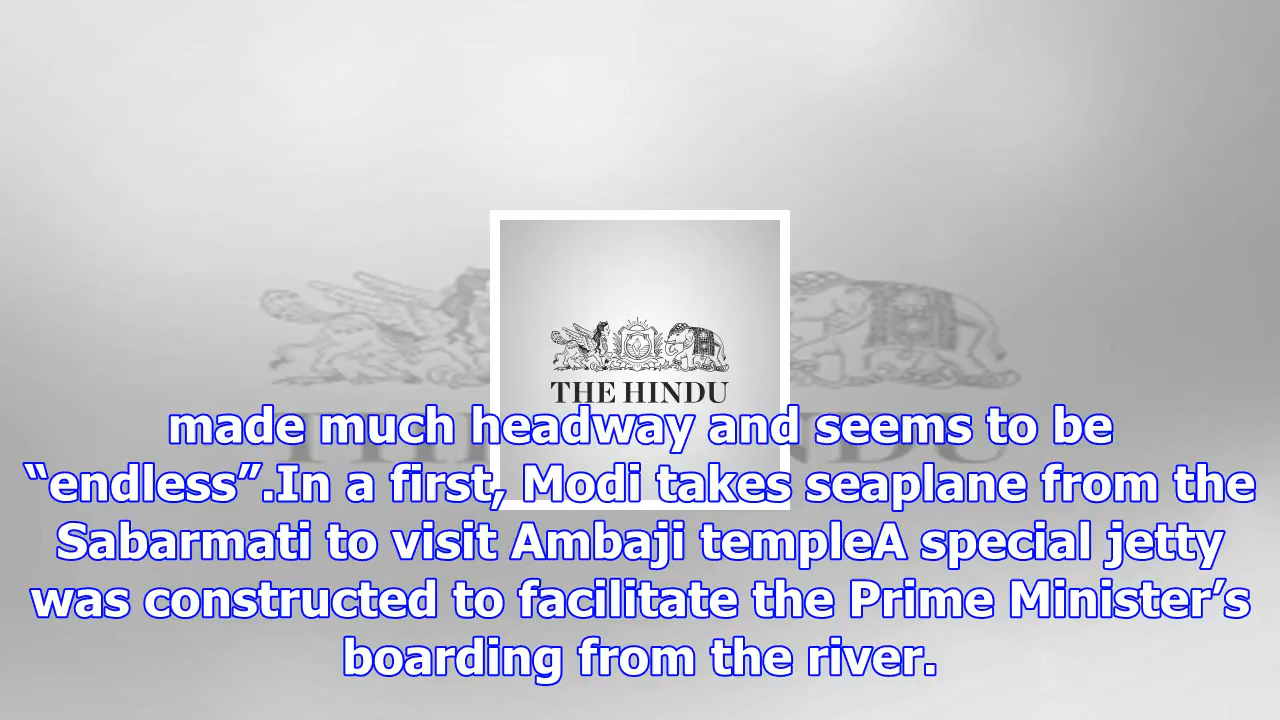 THE HINDU
made much headway and seems to be
“endless”.In a first, Modi takes seaplane from the
Sabarmati to visit Ambaji templeA special jetty
was constructed to facilitate the Prime Minister’s
boarding from the river.